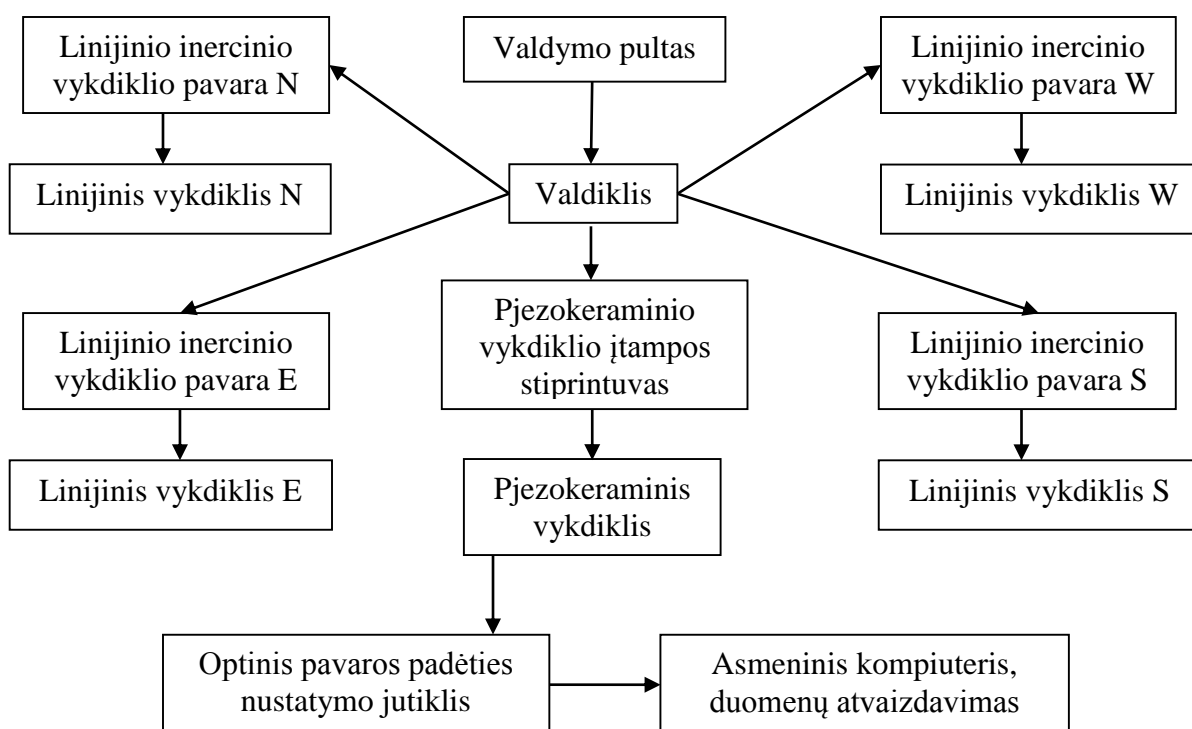 Linijinio inercinio
vykdiklio pavara N
Valdymo pultas
Linijinio inercinio
vykdiklio pavara W
Linijinis vykdiklis N
Valdiklis
Linijinis vykdiklis W
Linijinio inercinio
vykdiklio pavara E
Pjezokeraminio
vykdiklio įtampos
stiprintuvas
Linijinio inercinio
vykdiklio pavara S
Linijinis vykdiklis E
Pjezokeraminis
vykdiklis
Linijinis vykdiklis S
Optinis pavaros padėties
nustatymo jutiklis
Asmeninis kompiuteris,
duomenų atvaizdavimas